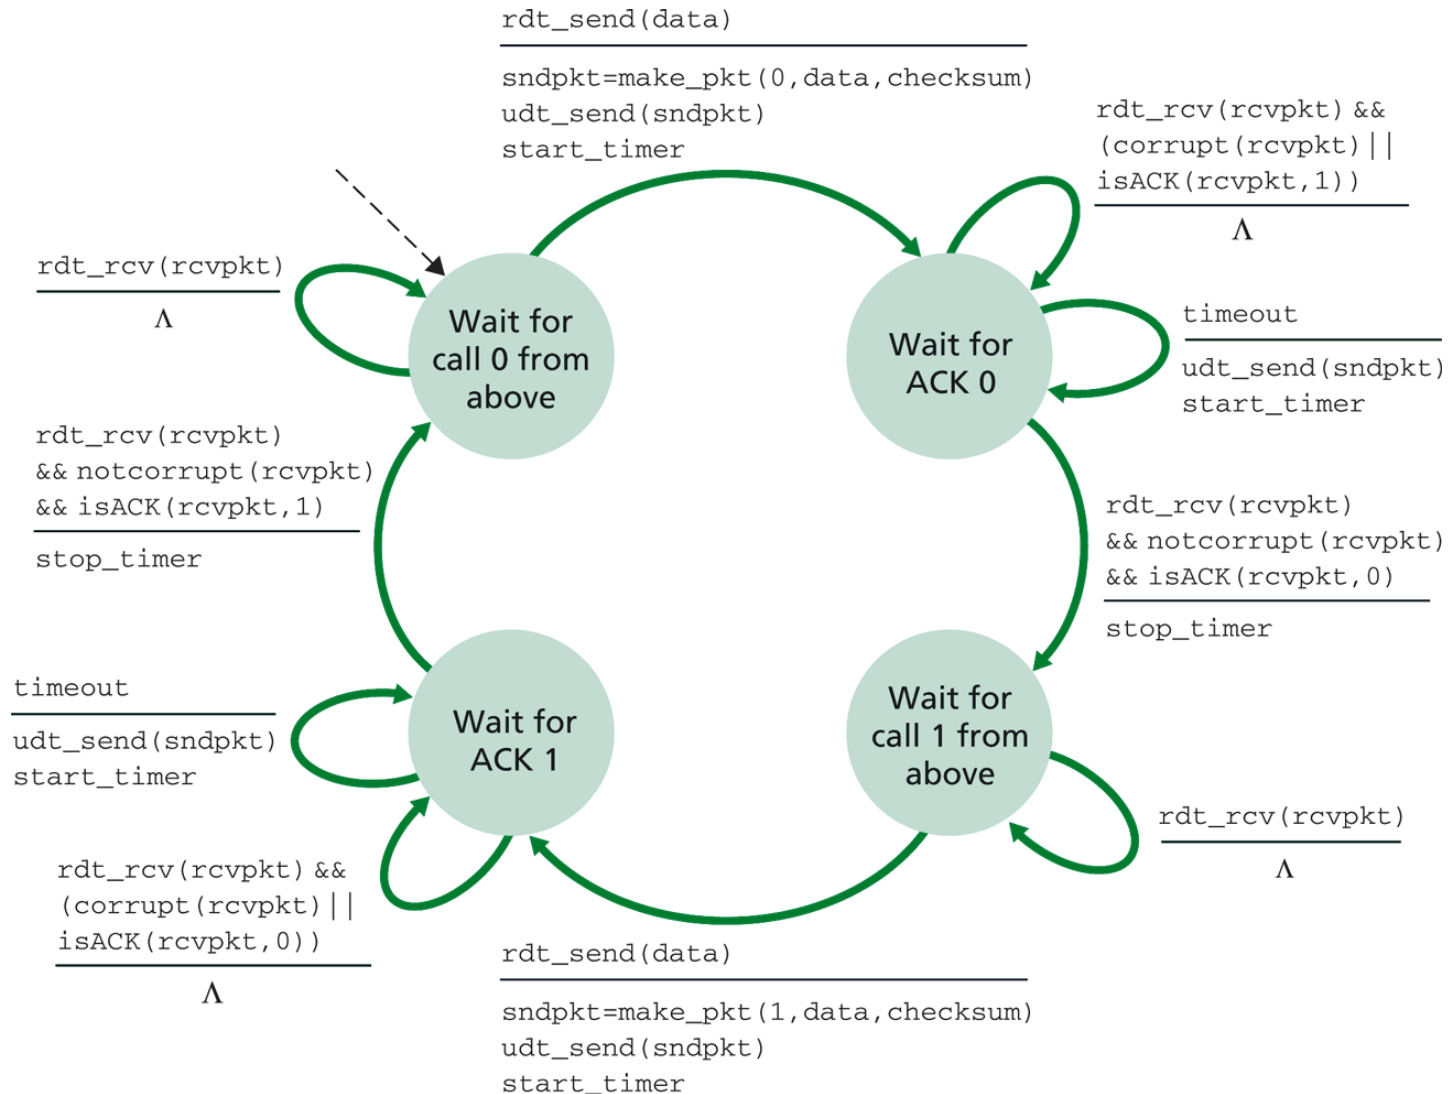 rdt_send(data)
sndpkt=make_pkt(0,data,checksum)
udt_send(sndpkt)
start_timer
rdt_rcv(rcvpkt) &&
(corrupt(rcvpkt)||
isACK(rcvpkt,1))
Λ
rdt_rcv(rcvpkt)
Λ
Wait for
call 0 from
above
Wait for
ACK 0
timeout
udt_send(sndpkt)
start_timer
rdt_rcv(rcvpkt)
&& notcorrupt(rcvpkt)
&& isACK(rcvpkt,1)
stop_timer
rdt_rcv(rcvpkt)
&& notcorrupt(rcvpkt)
&& isACK(rcvpkt,0)
stop_timer
timeout
udt_send(sndpkt)
start_timer
Wait for
ACK 1
Wait for
call 1 from
above
rdt_rcv(rcvpkt)
Λ
rdt_rcv(rcvpkt) &&
(corrupt(rcvpkt)||
isACK(rcvpkt,0))
Λ
rdt_send(data)
sndpkt=make_pkt(1,data,checksum)
udt_send(sndpkt)
start_timer